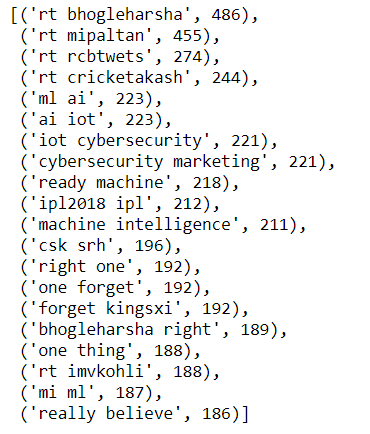 [('rt bhogleharsha', 486),
('rt mipaltan', 455),
('rt rcbtwets', 274),
('rt cricketakash', 244),
('ml ai', 223),
('ai iot', 223),
('iot cybersecurity', 221),
('cybersecurity marketing', 221),
('ready machine', 218),
('ipl2018 ipl', 212),
('machine intelligence', 211),
('csk srh', 196),
('right one', 192),
('one forget', 192),
('forget kingsxi', 192),
('bhogleharsha right', 189),
('one thing', 188),
('rt imvkohli', 188),
('mi ml', 187),
('really believe', 186)]